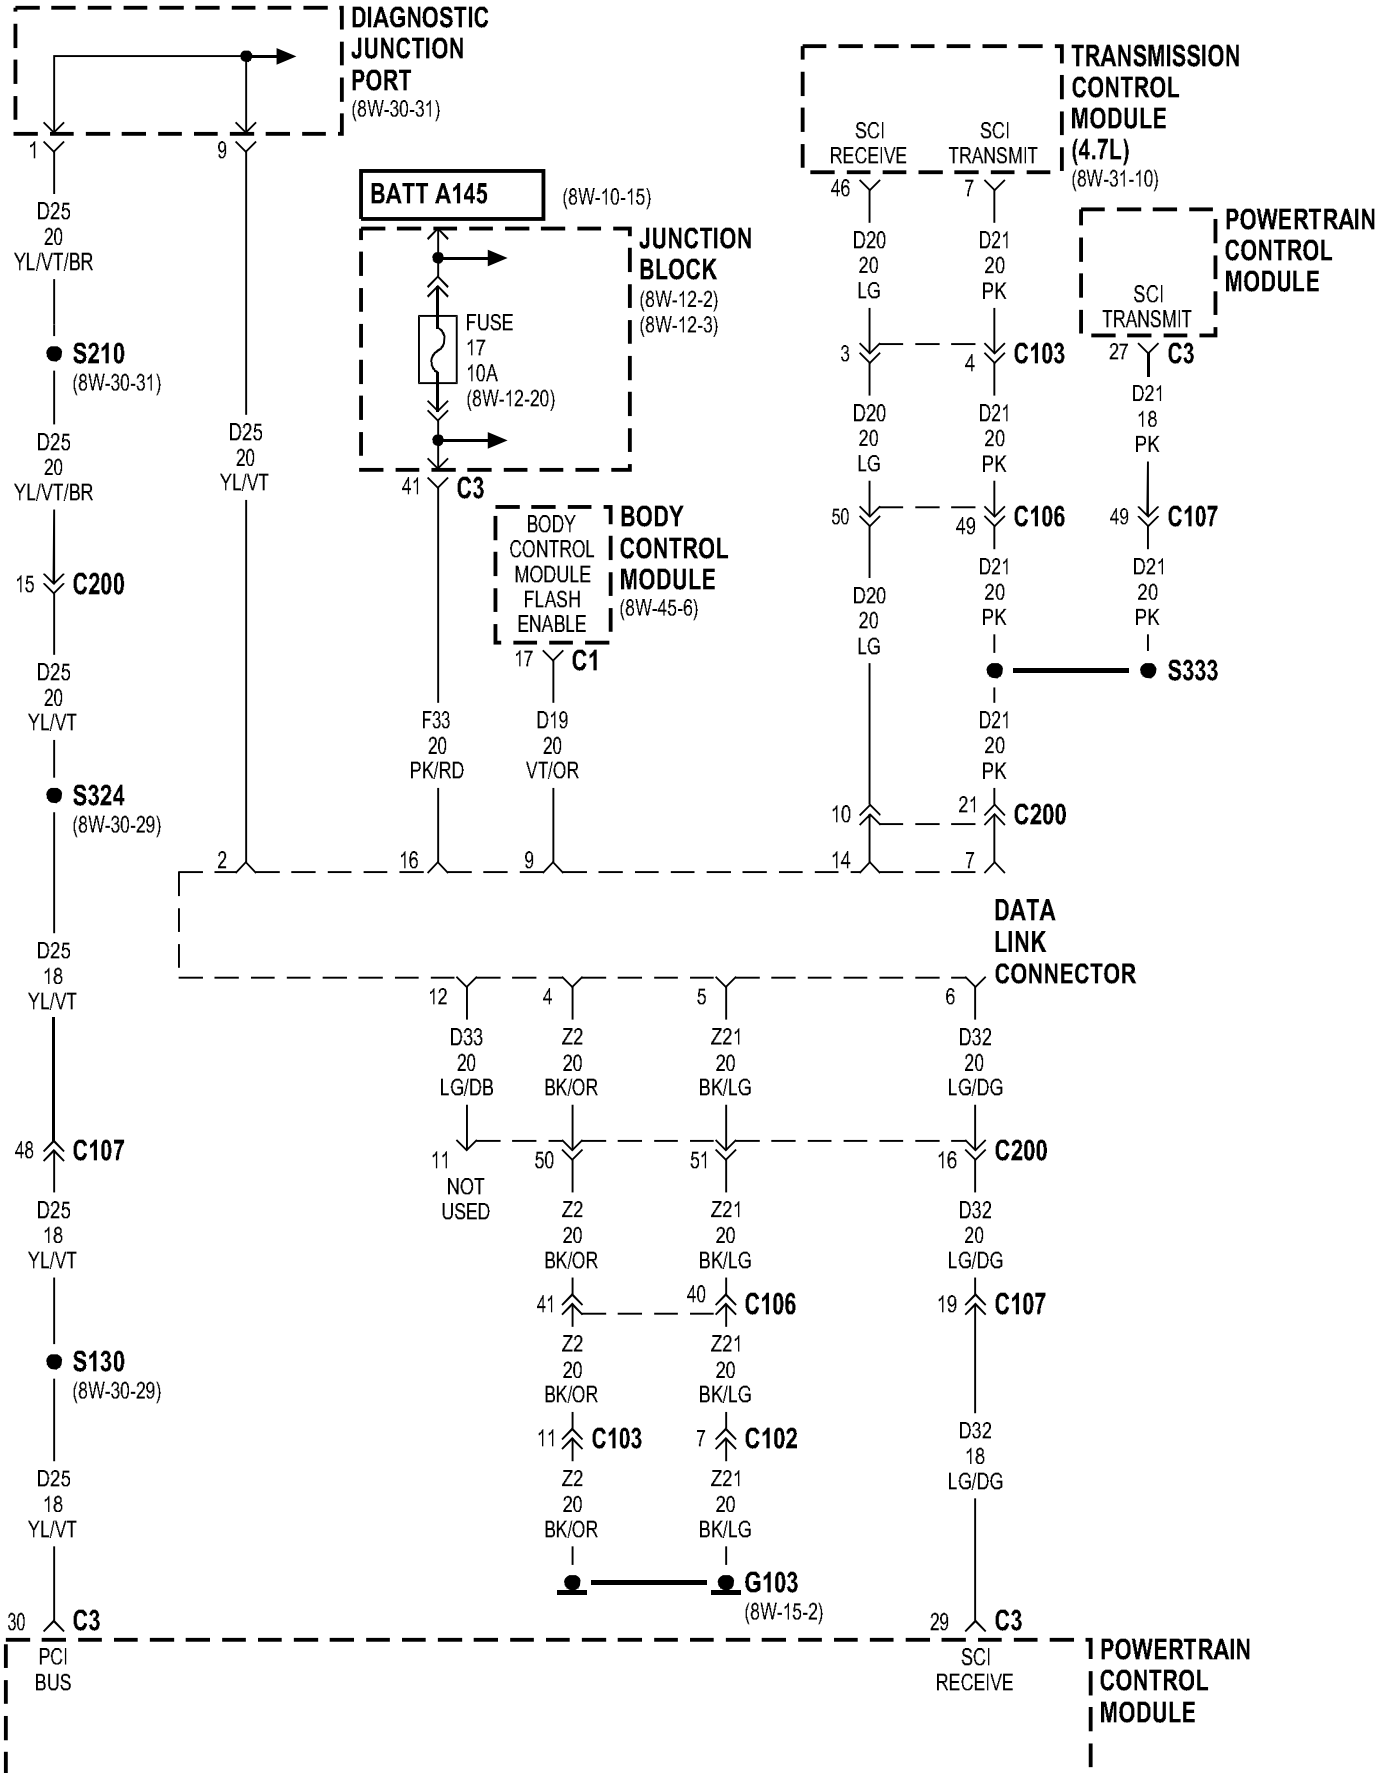 DIAGNOSTIC
JUNCTION
PORT
(8W-30-31)
1
9
D25
20
YL/VT/BR
S210
(8W-30-31)
D25
20
YL/VT/BR
D25
20
YL/VT
15
C200
D25
20
YL/VT
S324
(8W-30-29)
D25
18
YL/VT
48
C107
D25
18
YL/VT
S130
(8W-30-29)
D25
18
YL/VT
30
C3
PCI
BUS
BATT A145
(8W-10-15)
JUNCTION
BLOCK
(8W-12-2)
(8W-12-3)
FUSE
17
10A
(8W-12-20)
41
C3
BODY
CONTROL
MODULE
FLASH
ENABLE
BODY
CONTROL
MODULE
(8W-45-6)
17
C1
F33
20
PK/RD
D19
20
VT/OR
TRANSMISSION
CONTROL
MODULE
(4.7L)
(8W-31-10)
SCI
RECEIVE
SCI
TRANSMIT
46
7
D20
20
LG
D21
20
PK
POWERTRAIN
CONTROL
MODULE
SCI
TRANSMIT
27
C3
3
4
C103
D20
20
LG
D21
20
PK
D21
18
PK
50
49
C106
49
C107
D20
20
LG
D21
20
PK
D21
20
PK
S333
D21
20
PK
10
21
C200
2
16
9
14
7
DATA
LINK
CONNECTOR
12
4
5
6
D33
20
LG/DB
Z2
20
BK/OR
Z21
20
BK/LG
D32
20
LG/DG
11
50
51
16
C200
NOT
USED
Z2
20
BK/OR
Z21
20
BK/LG
D32
20
LG/DG
41
40
C106
19
C107
Z2
20
BK/OR
Z21
20
BK/LG
11
C103
7
C102
D32
18
LG/DG
Z2
20
BK/OR
Z21
20
BK/LG
G103
(8W-15-2)
29
C3
SCI
RECEIVE
POWERTRAIN
CONTROL
MODULE